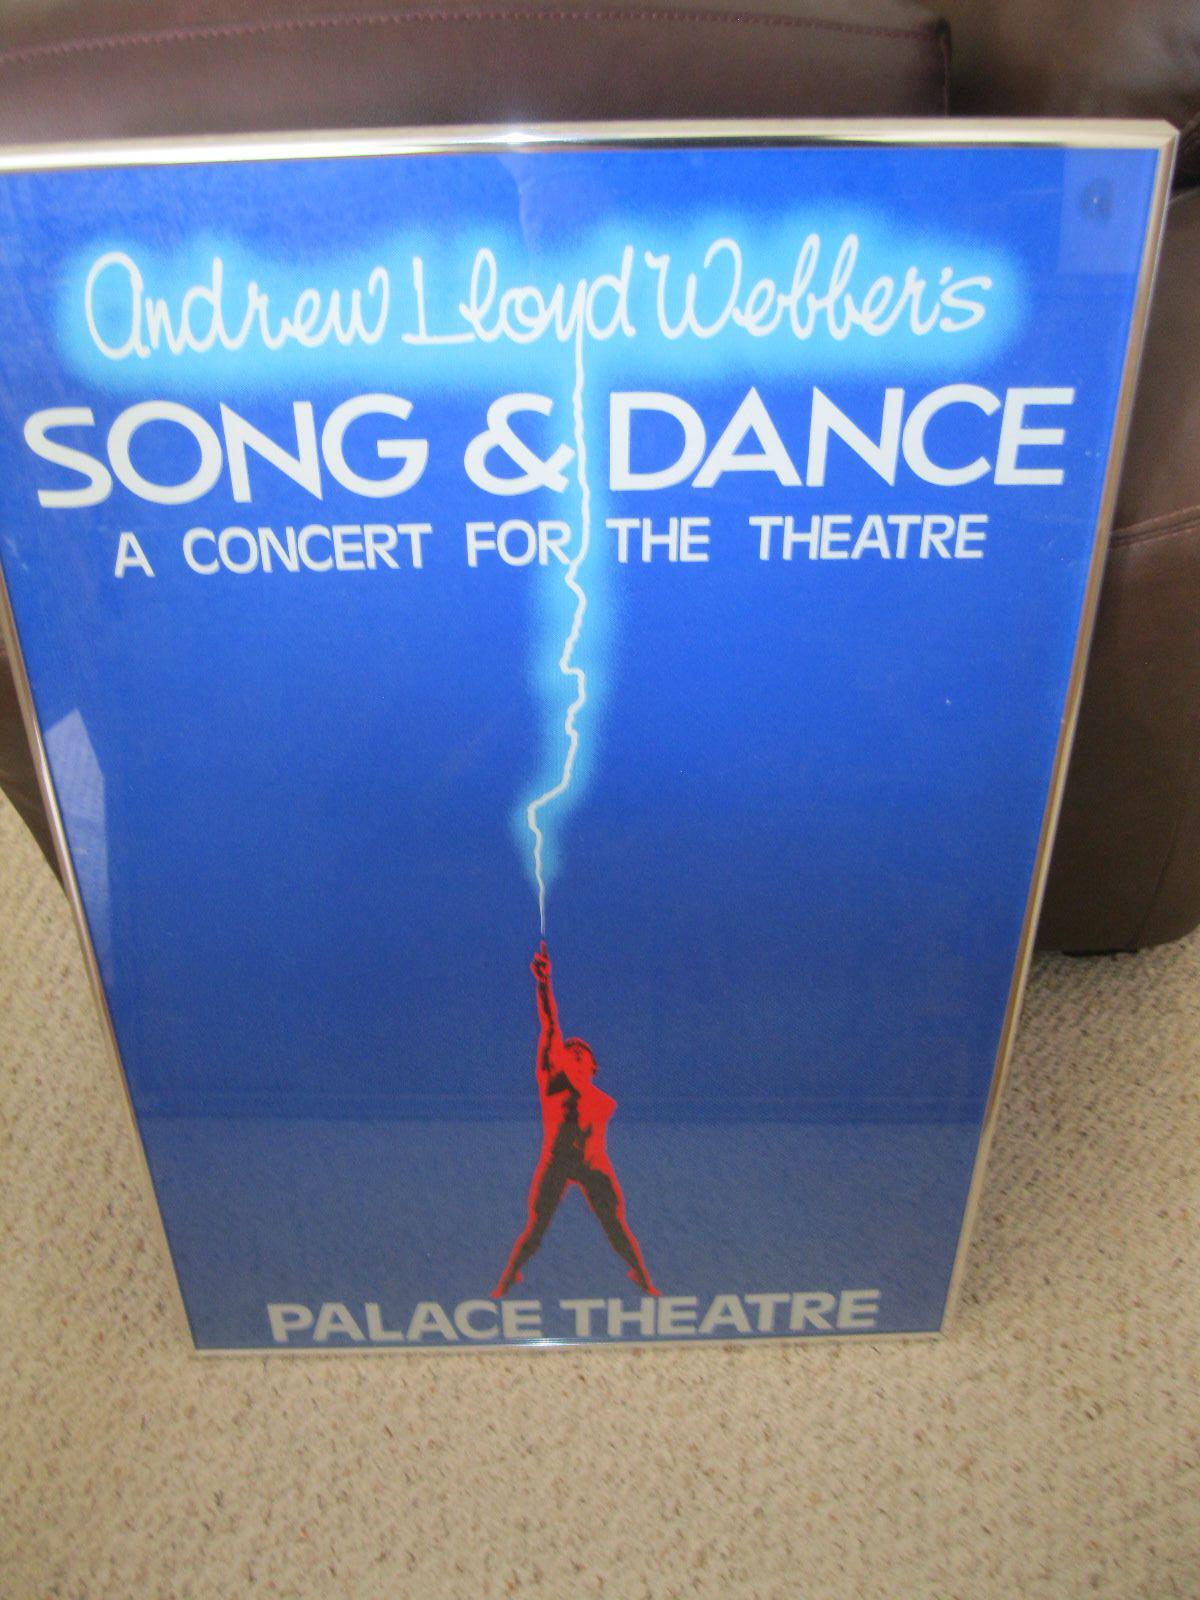 Andrew Lloyd Webber's
SONG & DANCE
A CONCERT FOR THE THEATRE
PALACE THEATRE